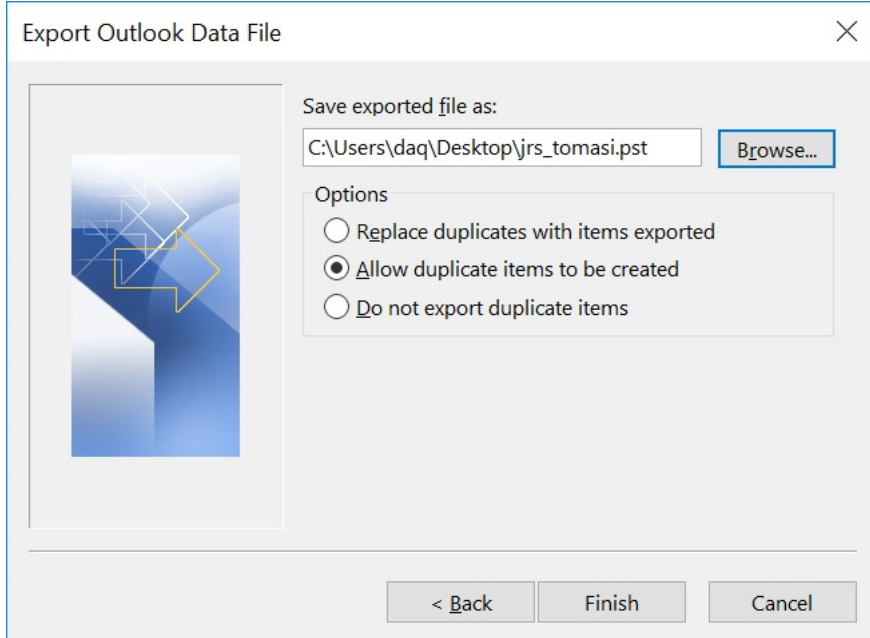 Export Outlook Data File
Save exported file as:
C:\Users\daq\Desktop\jrs_tomasi.pst
Browse...
Options
Replace duplicates with items exported
Allow duplicate items to be created
Do not export duplicate items
< Back
Finish
Cancel